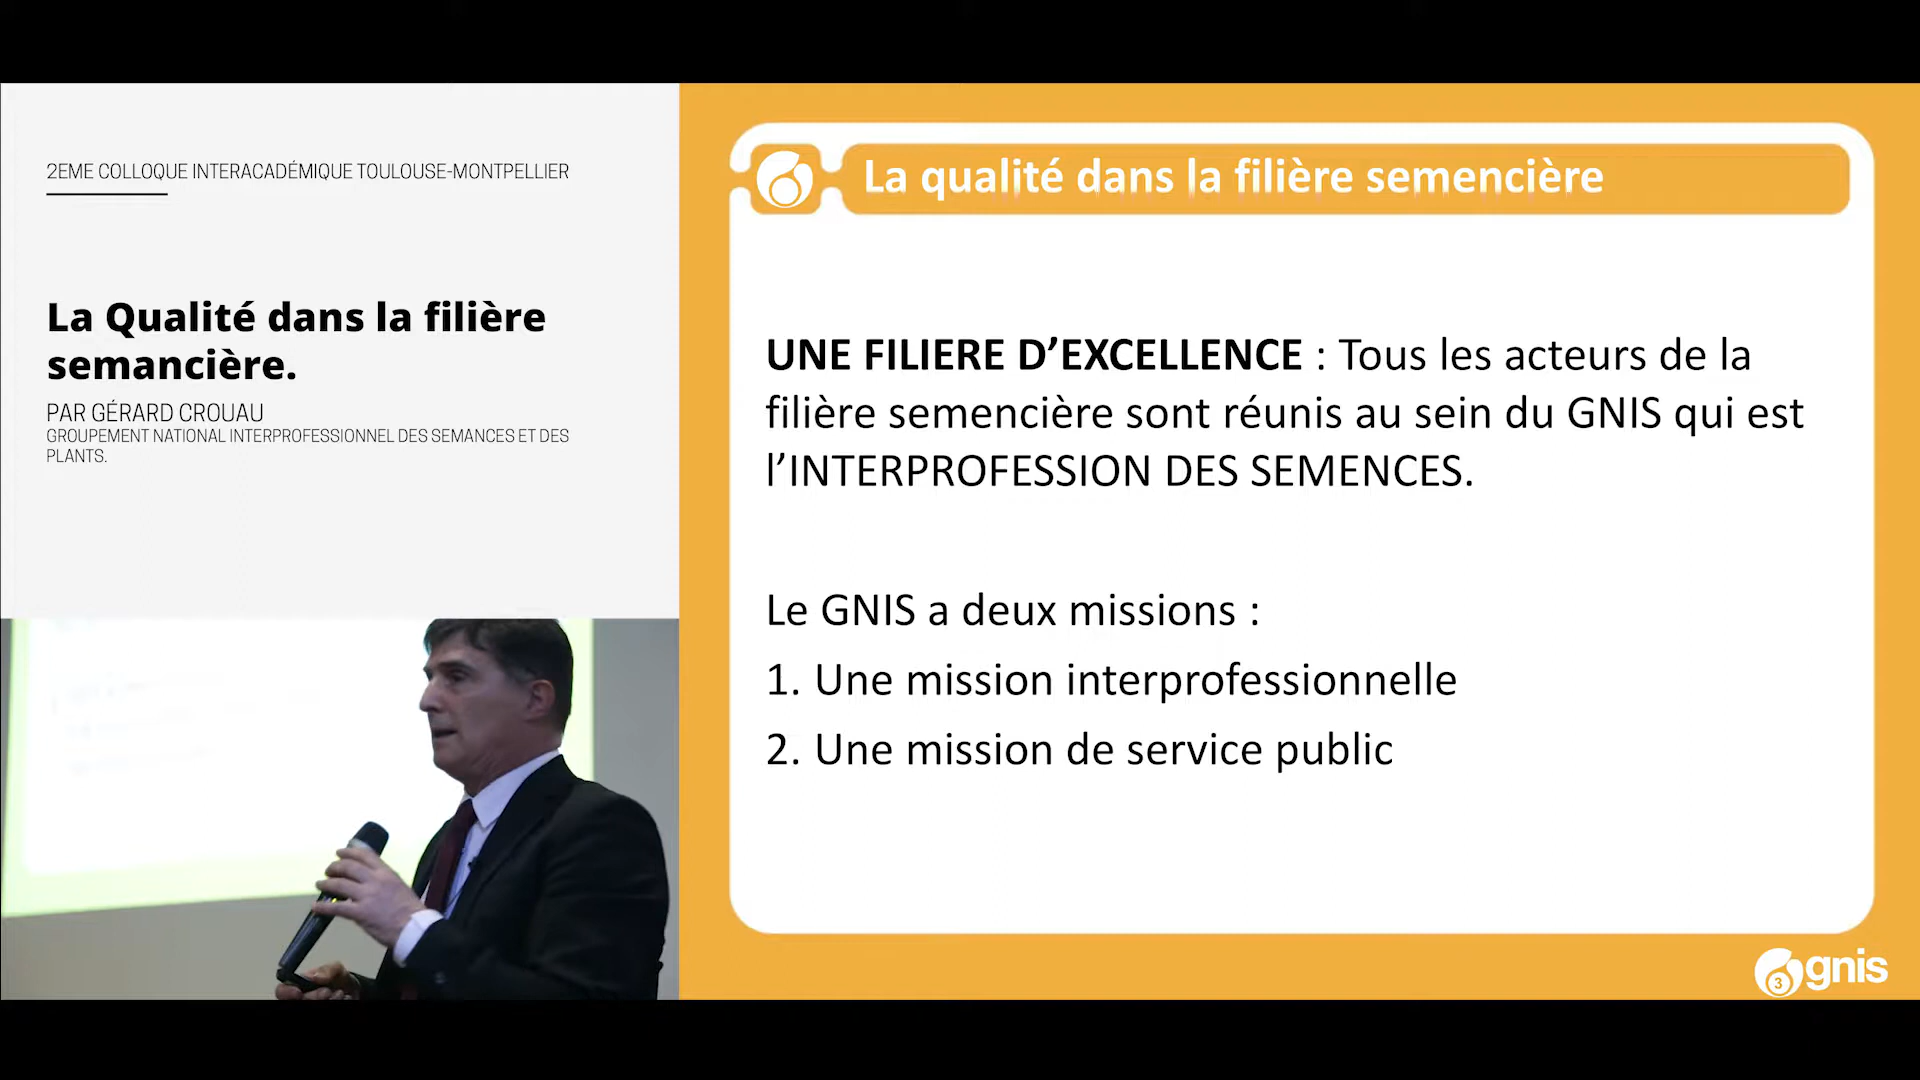 2EME COLLOQUE INTERACADÉMIQUE TOULOUSE-MONTPELLIER
La Qualité dans la filière
semancière.
PAR GÉRARD CROUAU
GROUPEMENT NATIONAL INTERPROFESSIONNEL DES SEMANCES ET DES
PLANTS.
La qualité dans la filière semencière
UNE FILIERE D’EXCELLENCE : Tous les acteurs de la
filière semencière sont réunis au sein du GNIS qui est
l’INTERPROFESSION DES SEMENCES.
Le GNIS a deux missions :
1. Une mission interprofessionnelle
2. Une mission de service public
3
gnis